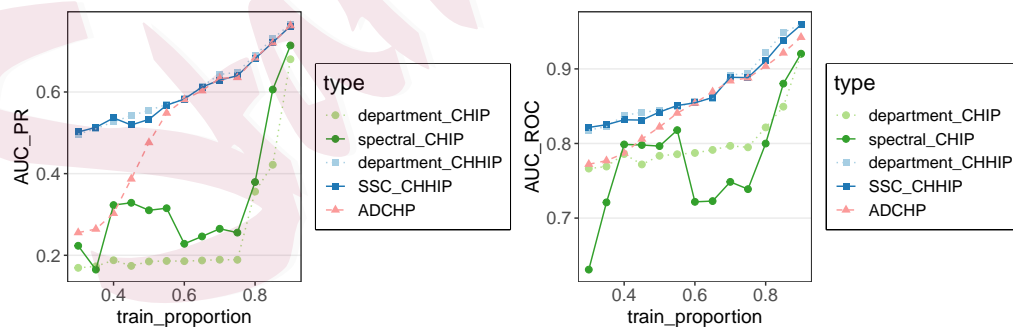 AUC_PR
0.6
0.4
0.2
0.4 0.6 0.8
train_proportion
type
department_CHIP
spectral_CHIP
department_CHHIP
SSC_CHHIP
ADCHP
AUC_ROC
0.9
0.8
0.7
0.4 0.6 0.8
train_proportion
type
department_CHIP
spectral_CHIP
department_CHHIP
SSC_CHHIP
ADCHP